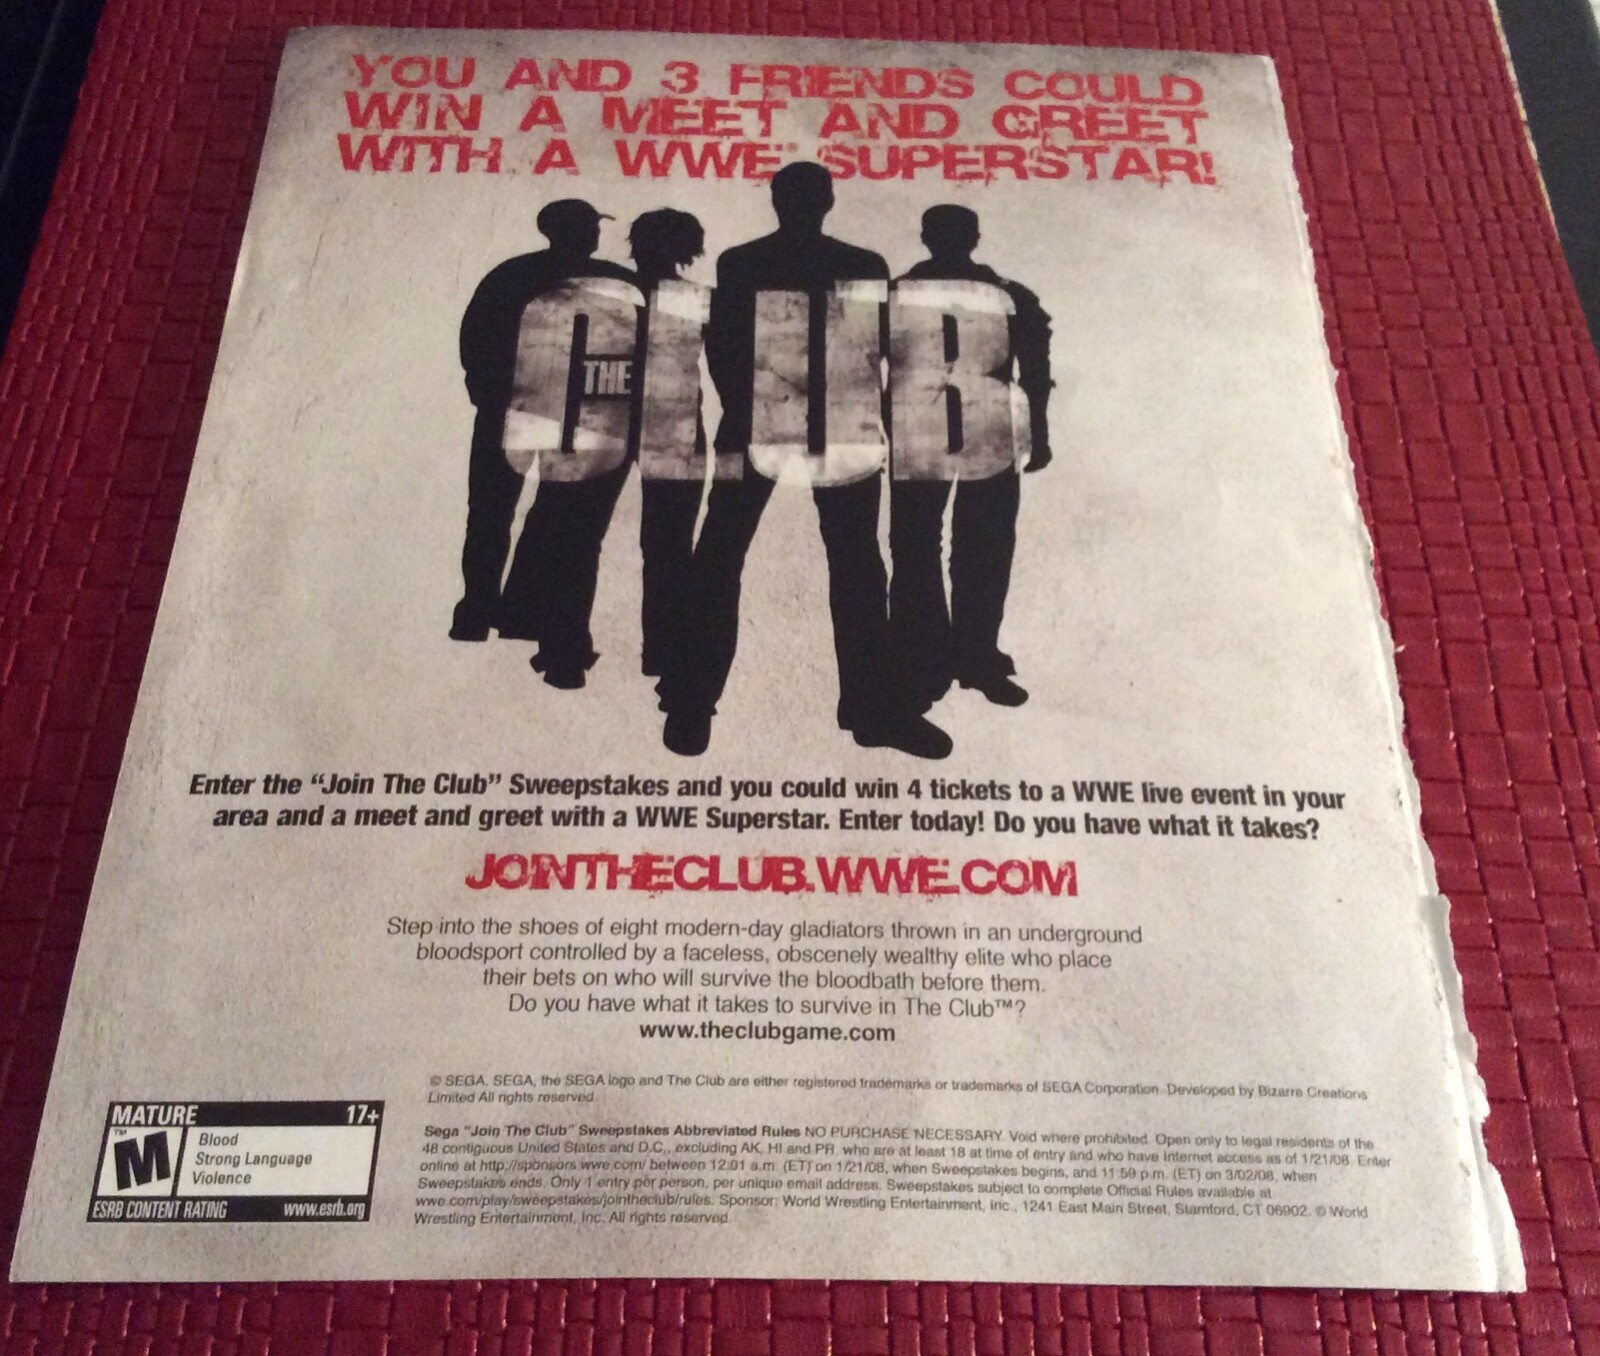 YOU AND 3 FRIENDS COULD
WIN A MEET AND GREET
WITH A WWE SUPERSTAR!
THE
CLUB
Enter the “Join The Club” Sweepstakes and you could win 4 tickets to a WWE live event in your
area and a meet and greet with a WWE Superstar. Enter today! Do you have what it takes?
JOINTHECLUB.WWE.COM
Step into the shoes of eight modern-day gladiators thrown in an underground
bloodsport controlled by a faceless, obscenely wealthy elite who place
their bets on who will survive the bloodbath before them.
Do you have what it takes to survive in The Club™?
www.theclubgame.com
© SEGA. SEGA, the SEGA logo and The Club are either registered trademarks or trademarks of SEGA Corporation. Developed by Bizarre Creations
Limited All rights reserved.
Sega “Join The Club” Sweepstakes Abbreviated Rules NO PURCHASE NECESSARY. Void where prohibited. Open only to legal residents of the
48 contiguous United States and D.C., excluding AK, HI and PR, who are at least 18 at time of entry and who have Internet access as of 1/21/08. Enter
online at http://sponsors.wwe.com/ between 12:01 a.m. (ET) on 1/21/08, when Sweepstakes begins, and 11:59 p.m. (ET) on 3/02/08, when
Sweepstakes ends. Only 1 entry per person, per unique email address. Sweepstakes subject to complete Official Rules available at
wwe.com/play/sweepstakes/jointheclub/rules. Sponsor: World Wrestling Entertainment, Inc., 1241 East Main Street, Stamford, CT 06902. © World
Wrestling Entertainment, Inc. All rights reserved.
MATURE 17+
M™
Blood
Strong Language
Violence
ESRB CONTENT RATING www.esrb.org